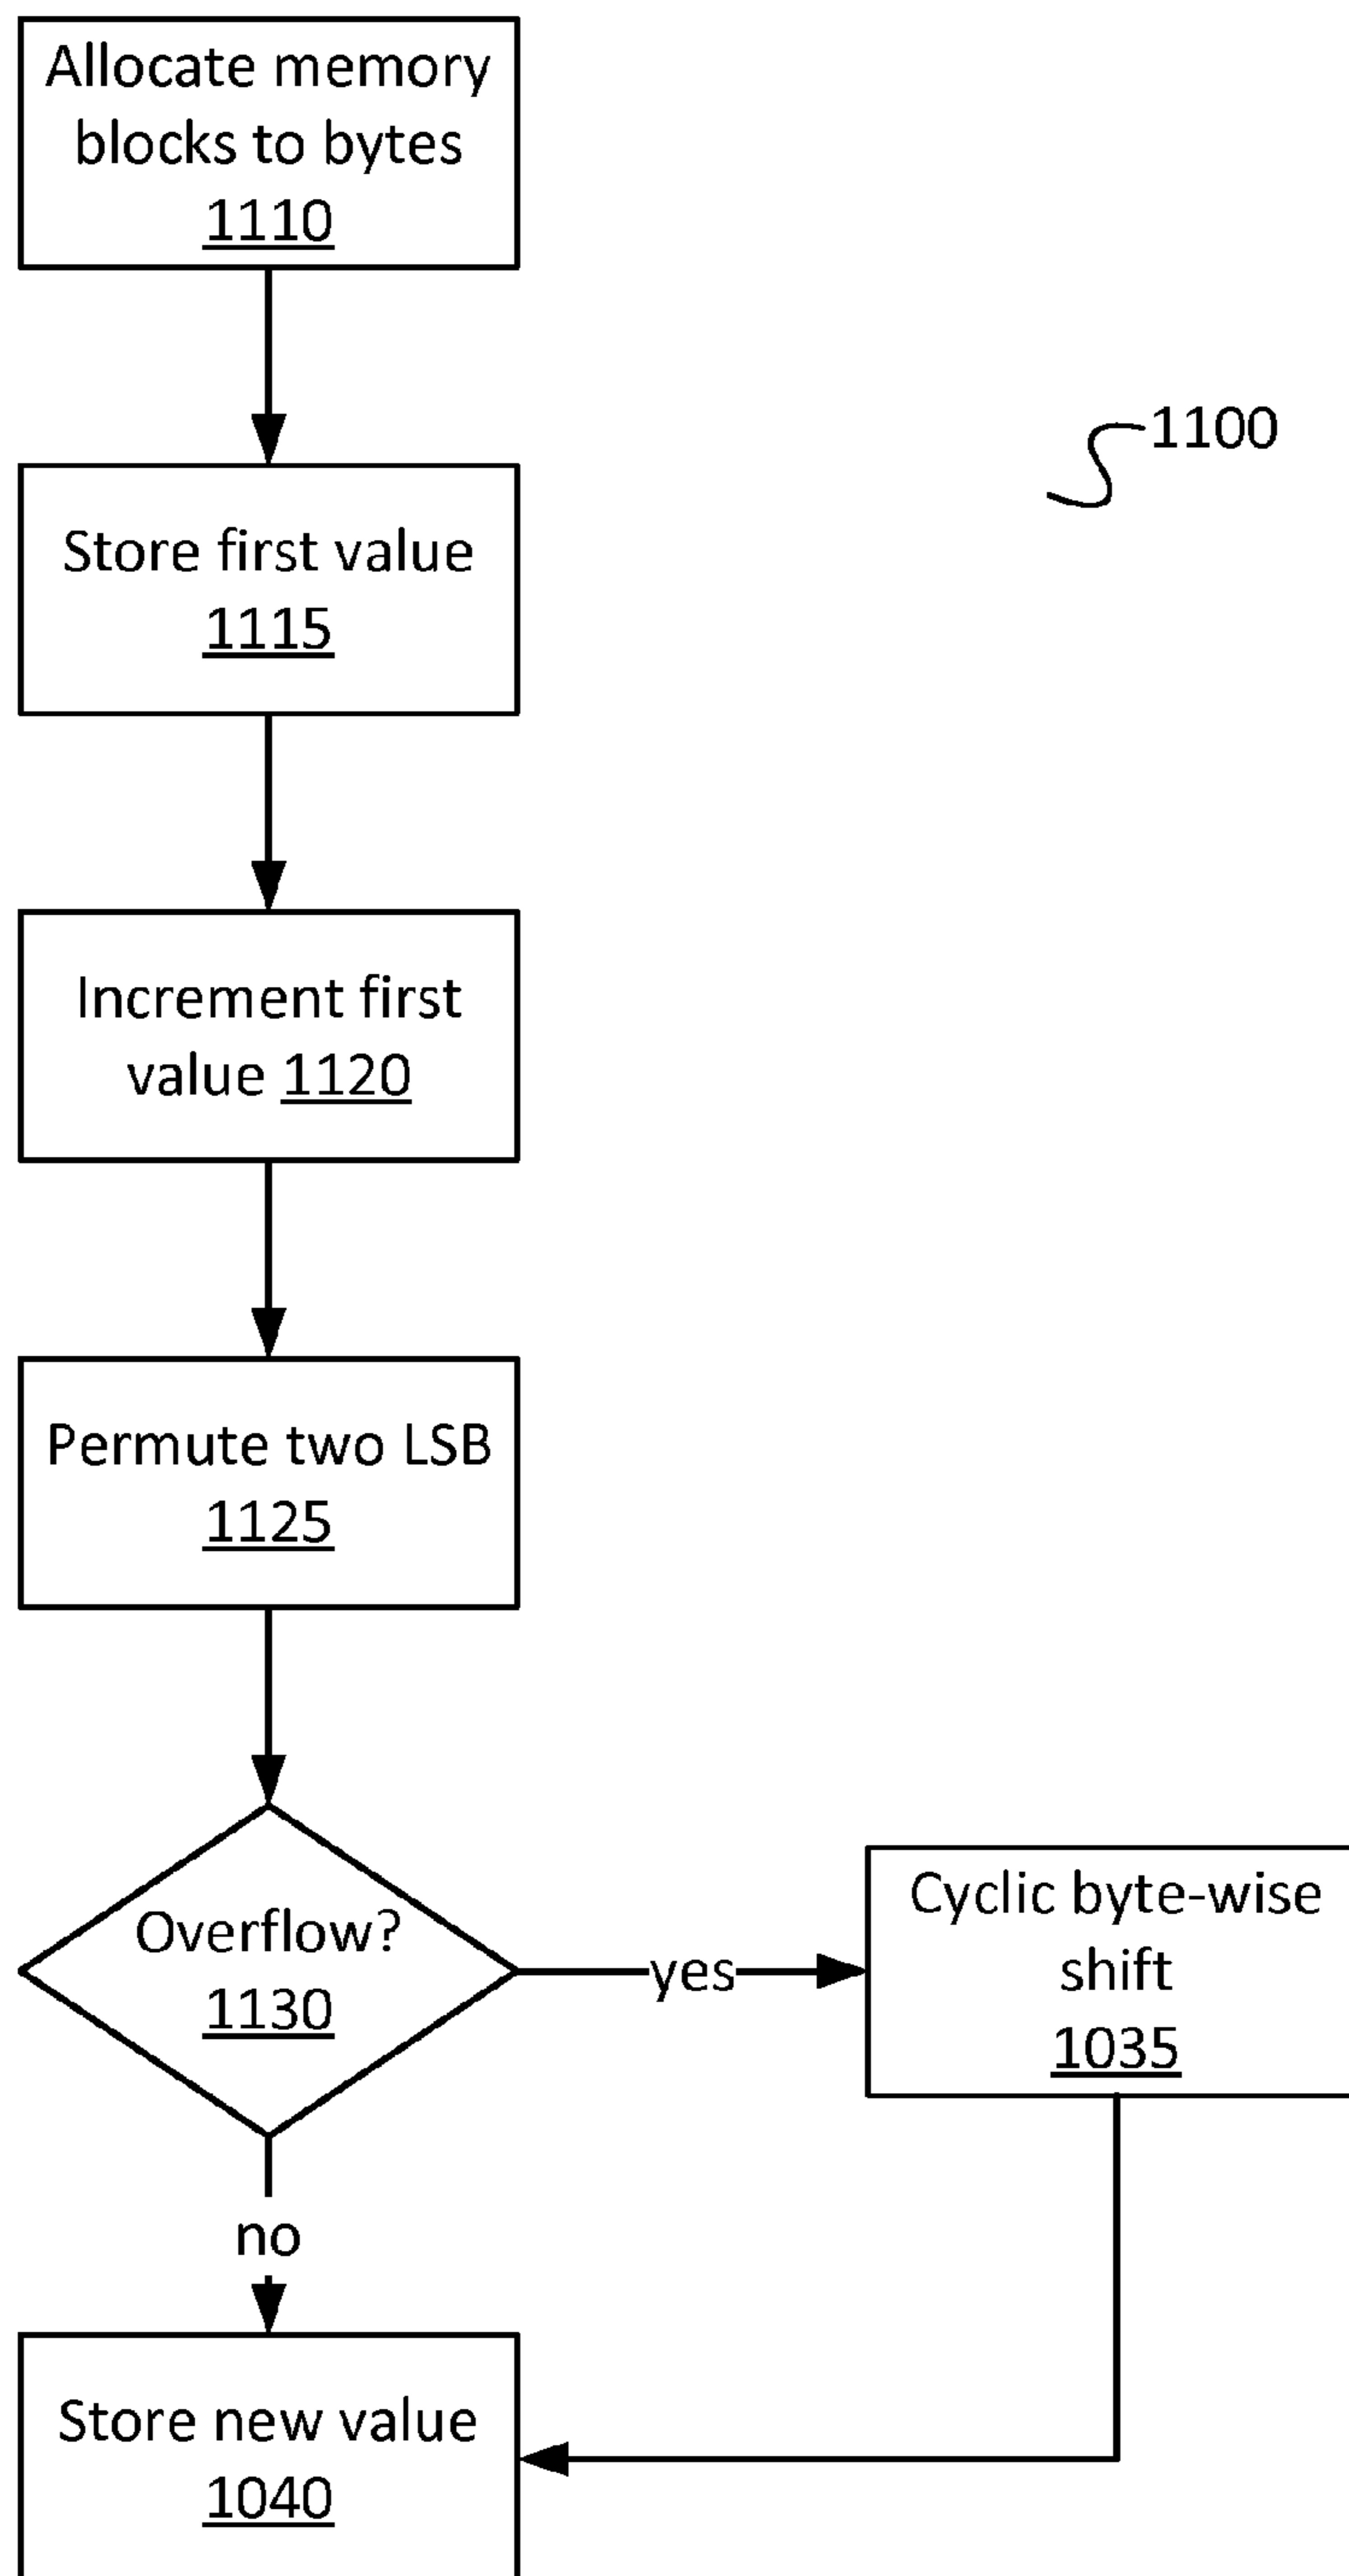 Allocate memory
blocks to bytes
1110
1100
Store first value
1115
Increment first
value 1120
Permute two LSB
1125
Overflow?
1130
yes
Cyclic byte-wise
shift
1035
no
Store new value
1040